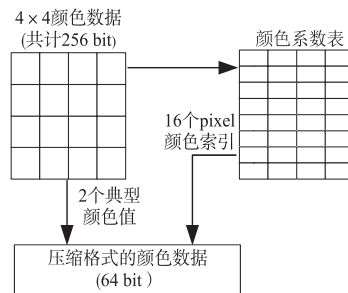 4×4颜色数据
(共计256 bit)
颜色系数表
16个pixel
颜色索引
2个典型
颜色值
压缩格式的颜色数据
(64 bit )